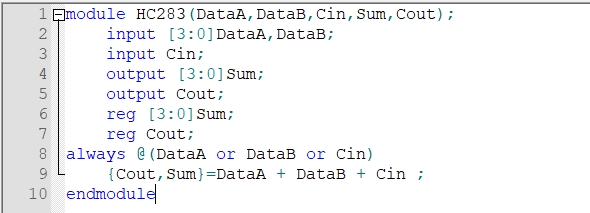 1 module HC283(DataA,DataB,Cin,Sum,Cout);
2 input [3:0]DataA,DataB;
3 input Cin;
4 output [3:0]Sum;
5 output Cout;
6 reg [3:0]Sum;
7 reg Cout;
8 always @(DataA or DataB or Cin)
9 {Cout,Sum}=DataA + DataB + Cin ;
10 endmodule